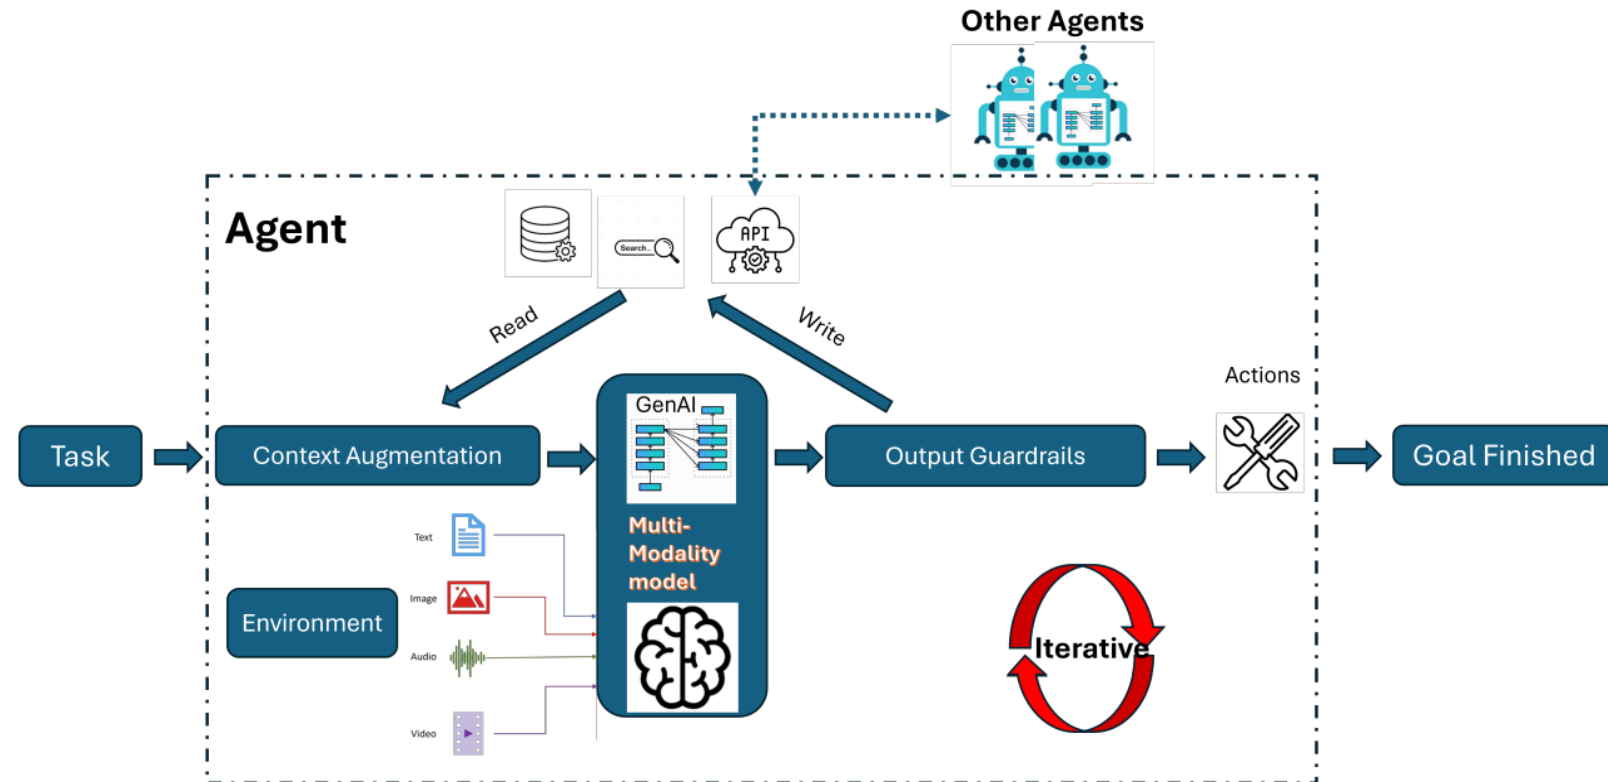 Other Agents
Agent
Search...
API
Read
Write
Actions
Task
Context Augmentation
GenAI
Output Guardrails
Goal Finished
Multi-
Modality
model
Environment
Text
Image
Audio
Video
Iterative